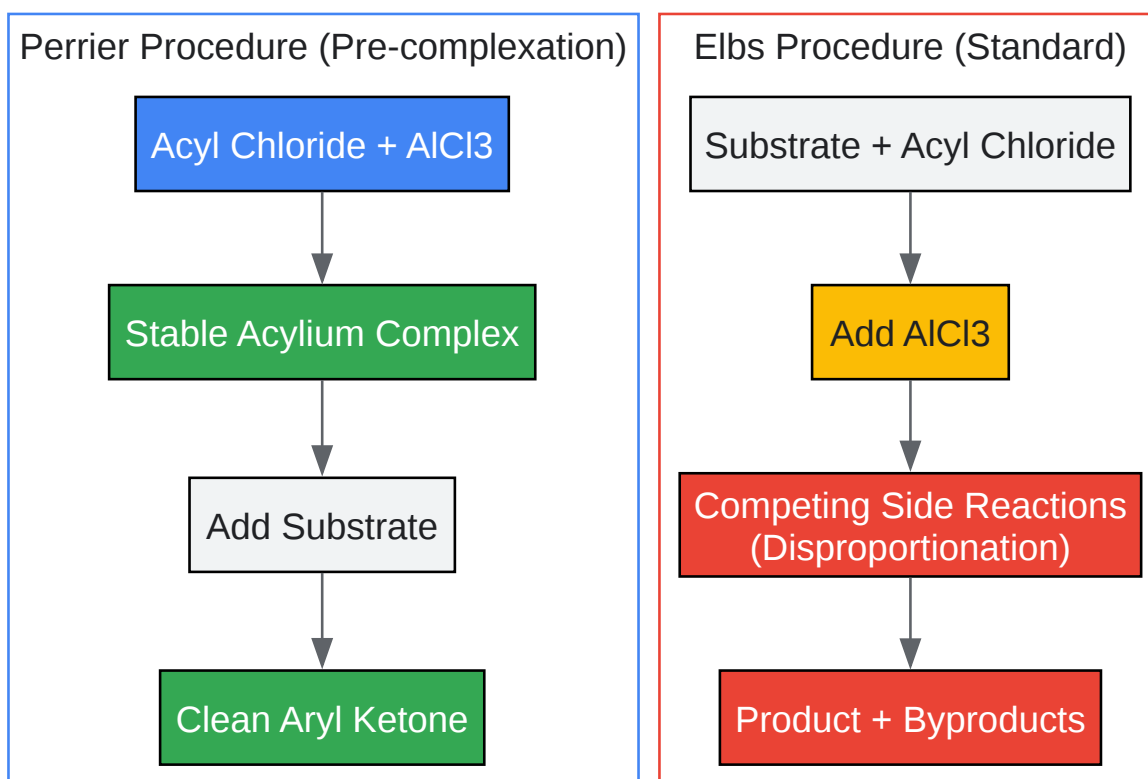 Perrier Procedure (Pre-complexation)
Acyl Chloride + AlCl3
Stable Acylium Complex
Add Substrate
Clean Aryl Ketone
Elbs Procedure (Standard)
Substrate + Acyl Chloride
Add AlCl3
Competing Side Reactions
(Disproportionation)
Product + Byproducts